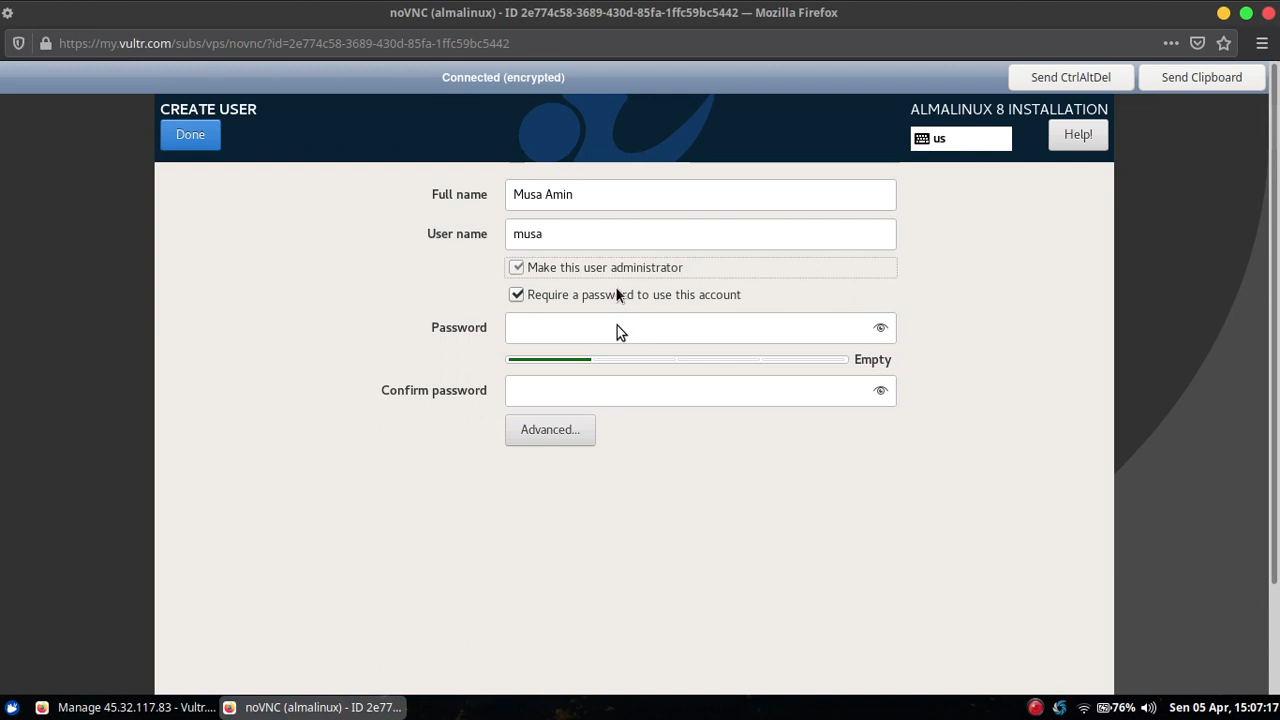 noVNC (almalinux) - ID 2e774c58-3689-430d-85fa-1ffc59bc5442 — Mozilla Firefox
https://my.vultr.com/subs/vps/novnc/?id=2e774c58-3689-430d-85fa-1ffc59bc5442
Connected (encrypted)
Send CtrlAltDel
Send Clipboard
CREATE USER
ALMALINUX 8 INSTALLATION
Done
us
Help!
Full name
Musa Amin
User name
musa
Make this user administrator
Require a password to use this account
Password
Empty
Confirm password
Advanced...
Manage 45.32.117.83 - Vultr....
noVNC (almalinux) - ID 2e77...
76%
Sen 05 Apr, 15:07:17